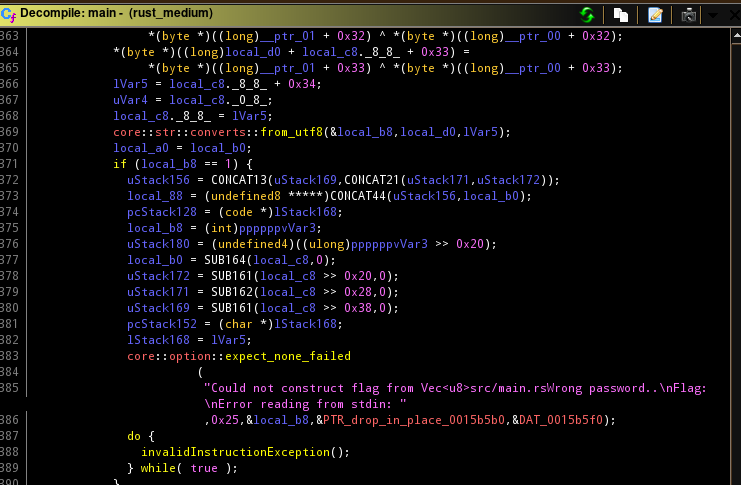 Decompile: main - (rust_medium)
363 *(byte *)((long)__ptr_01 + 0x32) ^ *(byte *)((long)__ptr_00 + 0x32);
364 *(byte *)((long)local_d0 + local_c8._8_8_ + 0x33) =
365 *(byte *)((long)__ptr_01 + 0x33) ^ *(byte *)((long)__ptr_00 + 0x33);
366 lVar5 = local_c8._8_8_ + 0x34;
367 uVar4 = local_c8._0_8_;
368 local_c8._8_8_ = lVar5;
369 core::str::converts::from_utf8(&local_b8,local_d0,lVar5);
370 local_a0 = local_b0;
371 if (local_b8 == 1) {
372 uStack156 = CONCAT13(uStack169,CONCAT21(uStack171,uStack172));
373 local_88 = (undefined8 *****)CONCAT44(uStack156,local_b0);
374 pcStack128 = (code *)lStack168;
375 local_b8 = (int)ppppppvVar3;
376 uStack180 = (undefined4)((ulong)ppppppvVar3 >> 0x20);
377 local_b0 = SUB164(local_c8,0);
378 uStack172 = SUB161(local_c8 >> 0x20,0);
379 uStack171 = SUB162(local_c8 >> 0x28,0);
380 uStack169 = SUB161(local_c8 >> 0x38,0);
381 pcStack152 = (char *)lStack168;
382 lStack168 = lVar5;
383 core::option::expect_none_failed
384 (
385 "Could not construct flag from Vec<u8>src/main.rsWrong password..\nFlag:
\nError reading from stdin: "
386 ,0x25,&local_b8,&PTR_drop_in_place_0015b5b0,&DAT_0015b5f0);
387 do {
388 invalidInstructionException();
389 } while( true );
390 }